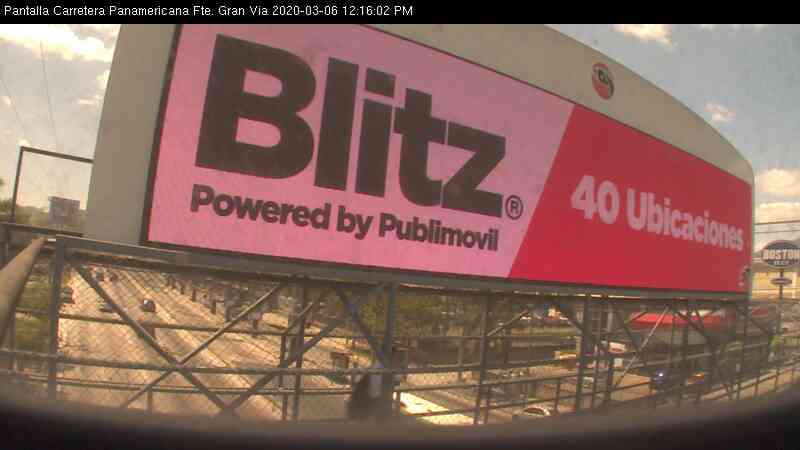 Pantalla Carretera Panamericana Fte. Gran Via 2020-03-06 12:16:02 PM
Blitz®
Powered by Publimovil
40 Ubicaciones
BOSTON